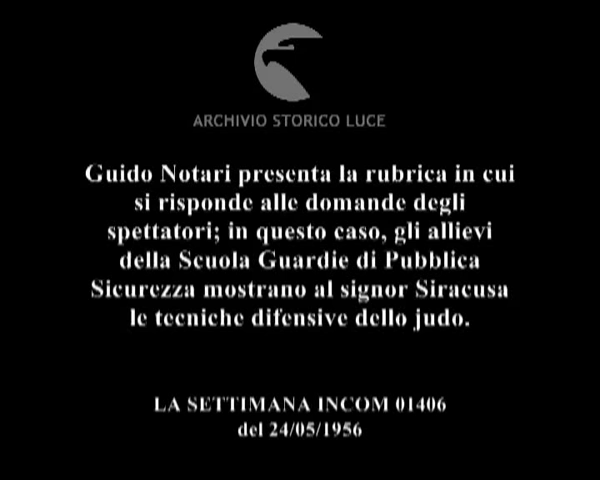 ARCHIVIO STORICO LUCE
Guido Notari presenta la rubrica in cui
si risponde alle domande degli
spettatori; in questo caso, gli allievi
della Scuola Guardie di Pubblica
Sicurezza mostrano al signor Siracusa
le tecniche difensive dello judo.
LA SETTIMANA INCOM 01406
del 24/05/1956